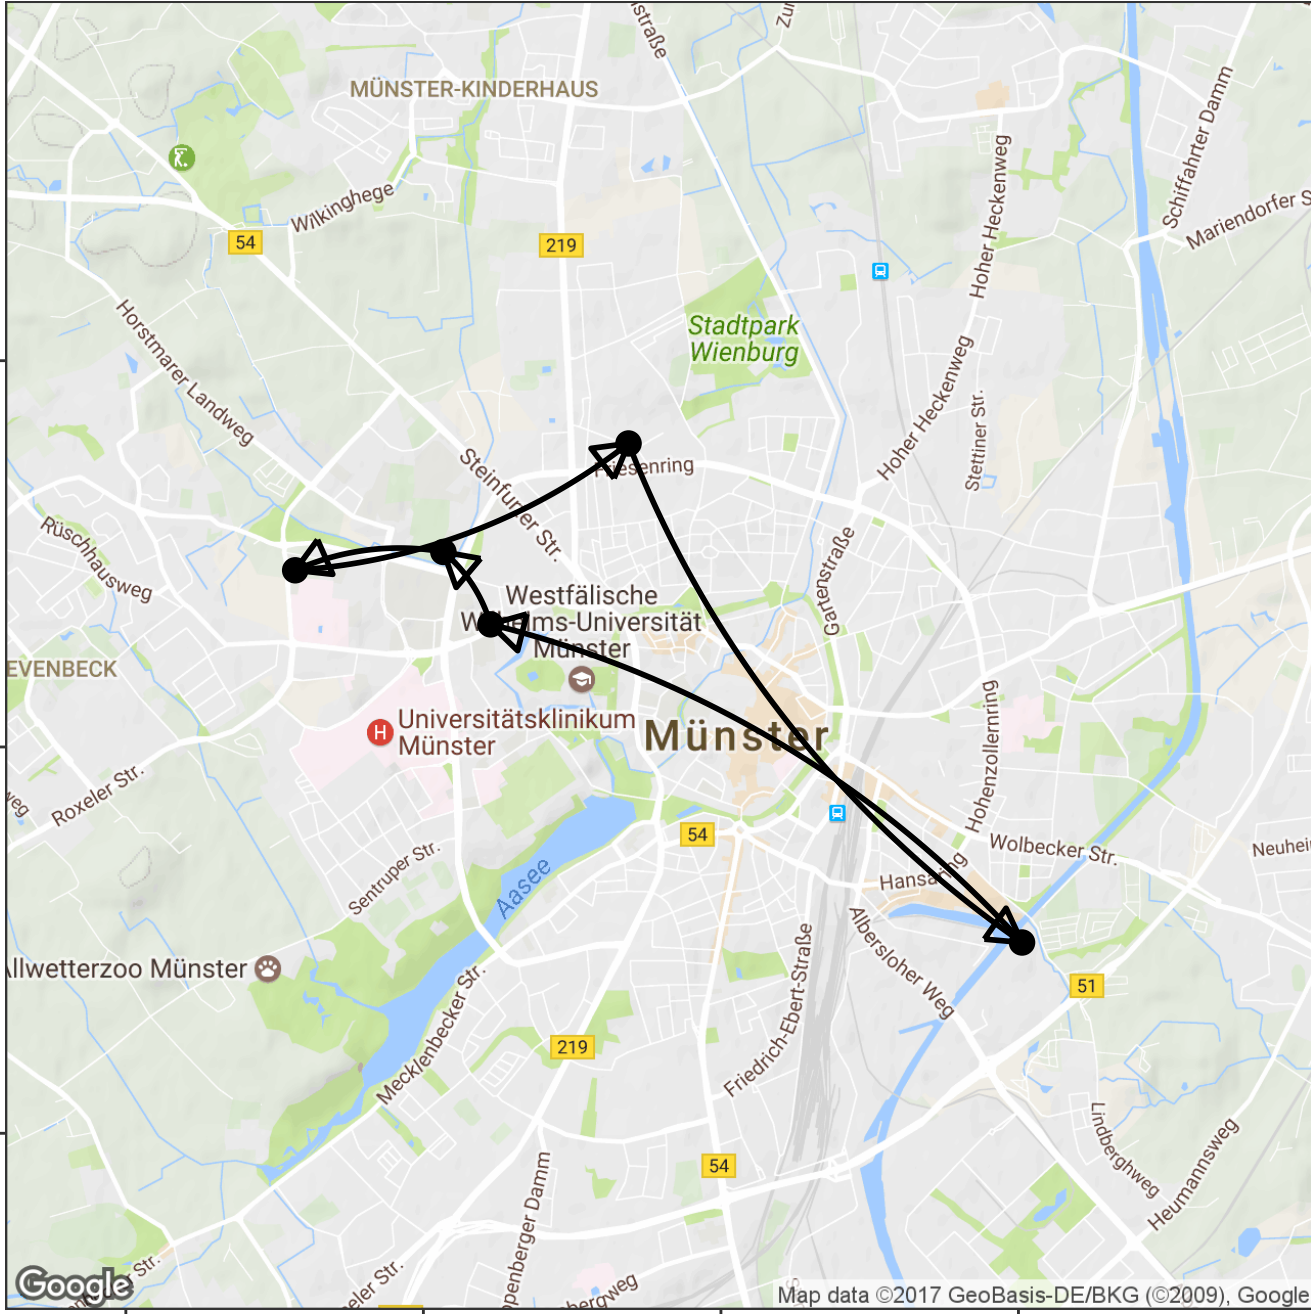 MÜNSTER-KINDERHAUS
Wilkinghege
54
219
Hoher Heckenweg
Schiffahrter Damm
Mariendorfer S
Stadtpark
Wienburg
Horstmarer Landweg
Hoher Heckenweg
Stettiner Str.
Steinfurter Str.
Rüschhausweg
Gartenstraße
Westfälische
Münster
EVENBECK
Universitätsklinikum
Münster
H
Münster
Hohenzollernring
Roxeler Str.
weg
54
Wolbecker Str.
Neuhei
Sentruper Str.
Aasee
Albersloher Weg
Friedrich-Ebert-Straße
Allwetterzoo Münster
51
Mecklenbecker Str.
219
Lindberghweg
Heumannsweg
54
Google
Map data ©2017 GeoBasis-DE/BKG (©2009), Google